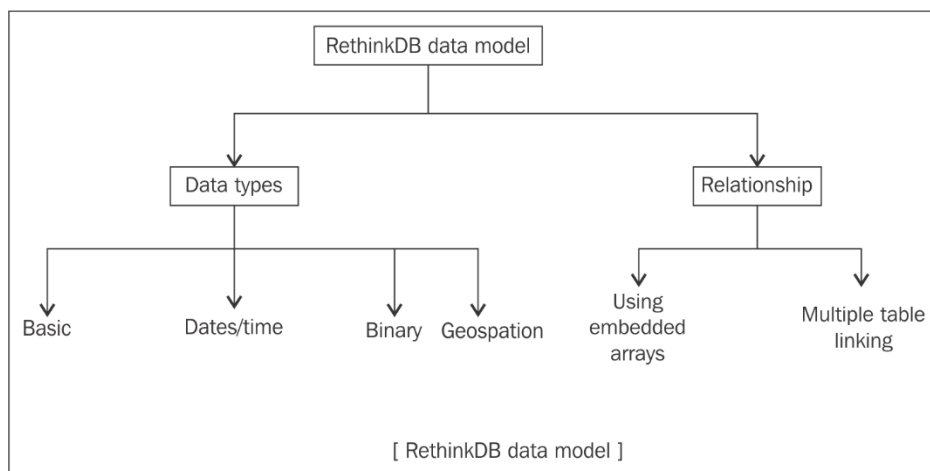 RethinkDB data model
Data types
Relationship
Basic
Dates/time
Binary
Geospation
Using
embedded
arrays
Multiple table
linking
[ RethinkDB data model ]